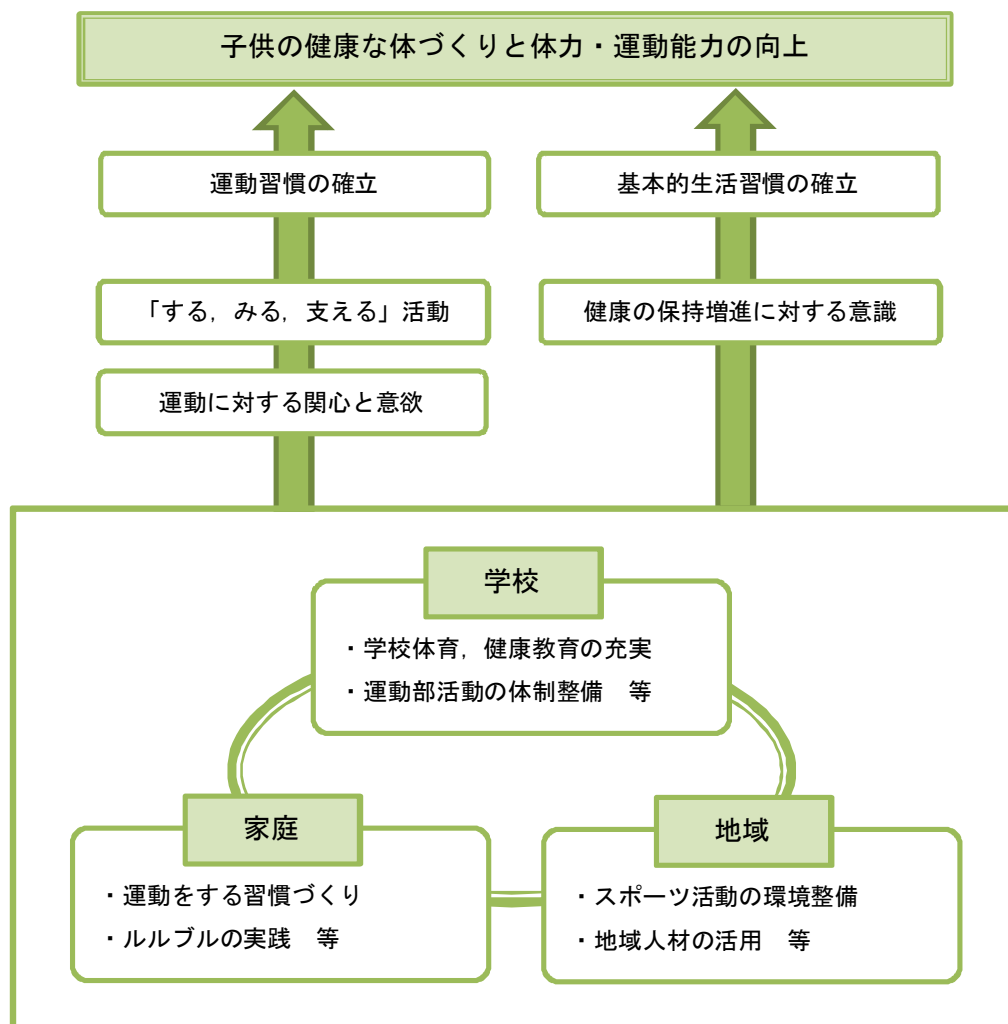 子供の健康な体づくりと体力・運動能力の向上
運動習慣の確立
基本的生活習慣の確立
「する，みる，支える」活動
健康の保持増進に対する意識
運動に対する関心と意欲
学校
・学校体育，健康教育の充実
・運動部活動の体制整備　等
家庭
・運動をする習慣づくり
・ルルブルの実践　等
地域
・スポーツ活動の環境整備
・地域人材の活用　等